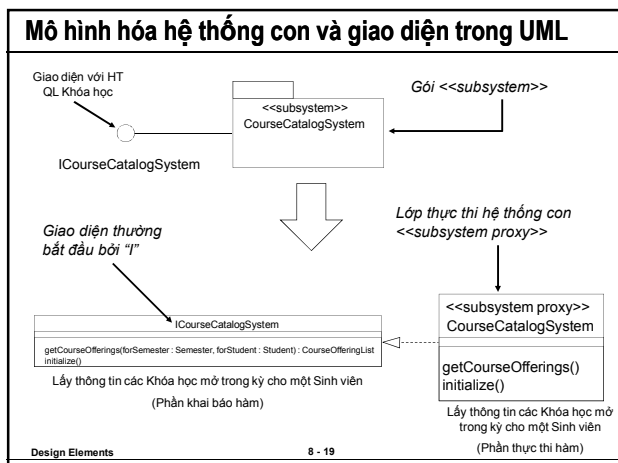 Mô hình hóa hệ thống con và giao diện trong UML
Giao diện với HT
QL Khóa học
ICourseCatalogSystem
<<subsystem>>
CourseCatalogSystem
Gói <<subsystem>>
Giao diện thường
bắt đầu bởi “I”
Lớp thực thi hệ thống con
<<subsystem proxy>>
ICourseCatalogSystem
getCourseOfferings(forSemester : Semester, forStudent : Student) : CourseOfferingList
initialize()
Lấy thông tin các Khóa học mở trong kỳ cho một Sinh viên
(Phần khai báo hàm)
<<subsystem proxy>>
CourseCatalogSystem
getCourseOfferings()
initialize()
Lấy thông tin các Khóa học mở
trong kỳ cho một Sinh viên
(Phần thực thi hàm)
Design Elements
8 - 19